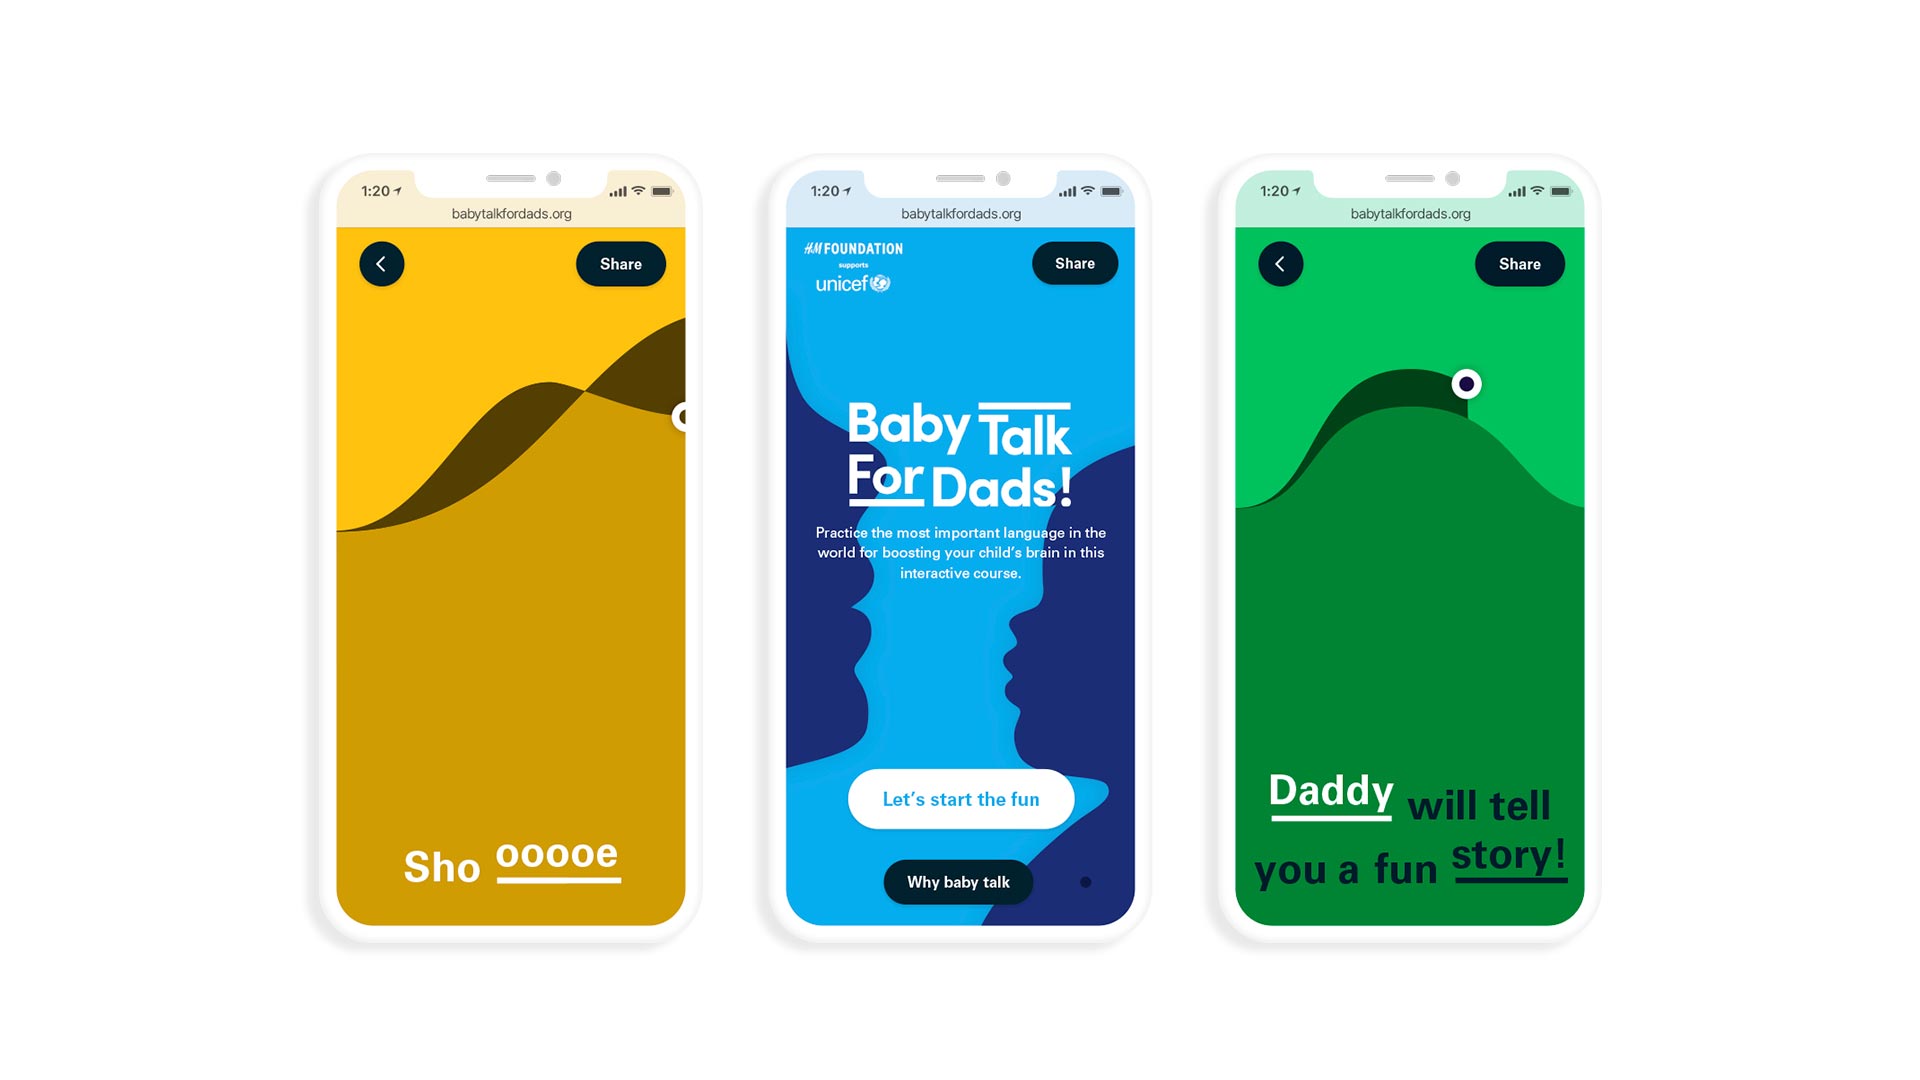 1:20
babytalkfordads.org
Share
Sho ooooe
1:20
babytalkfordads.org
H&M FOUNDATION
supports
unicef
Share
Baby Talk
For Dads!
Practice the most important language in the
world for boosting your child’s brain in this
interactive course.
Let’s start the fun
Why baby talk
1:20
babytalkfordads.org
Share
Daddy will tell
you a fun story!